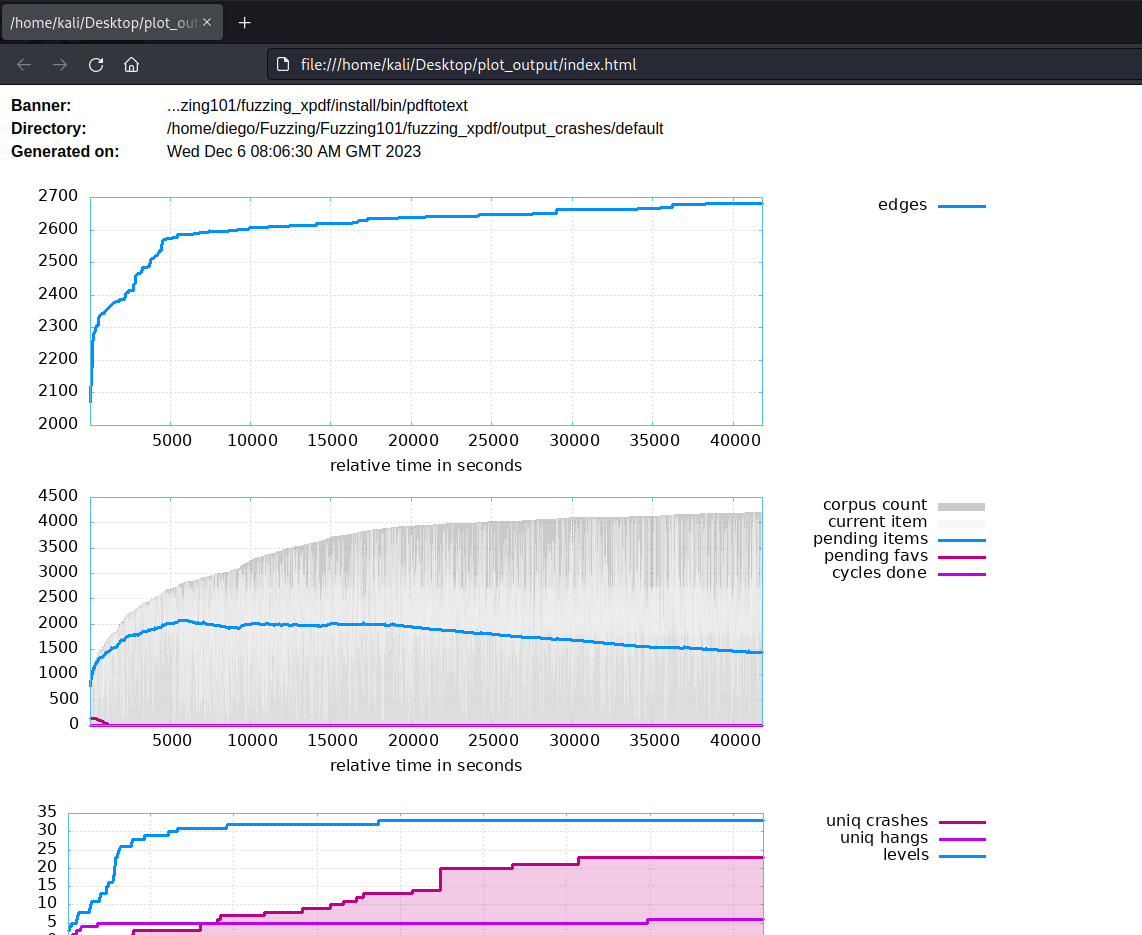 /home/kali/Desktop/plot_out
file:///home/kali/Desktop/plot_output/index.html
Banner: ...zing101/fuzzing_xpdf/install/bin/pdftotext
Directory: /home/diego/Fuzzing/Fuzzing101/fuzzing_xpdf/output_crashes/default
Generated on: Wed Dec 6 08:06:30 AM GMT 2023
2700
2600
2500
2400
2300
2200
2100
2000
5000 10000 15000 20000 25000 30000 35000 40000
relative time in seconds
edges
4500
4000
3500
3000
2500
2000
1500
1000
500
0
5000 10000 15000 20000 25000 30000 35000 40000
relative time in seconds
corpus count
current item
pending items
pending favs
cycles done
35
30
25
20
15
10
5
uniq crashes
uniq hangs
levels